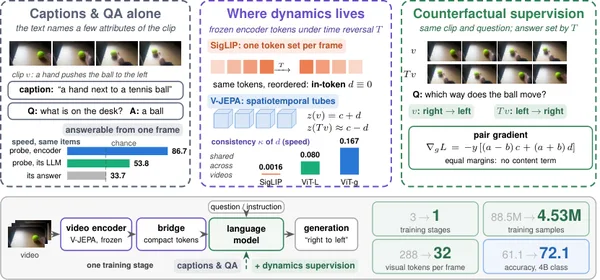 Captions & QA alone
the text names a few attributes of the clip
clip v: a hand pushes the ball to the left
caption: "a hand next to a tennis ball"
Q: what is on the desk? A: a ball
answerable from one frame
speed, same items
chance
probe, encoder 86.7
probe, its LLM 53.8
its answer 33.7
Where dynamics lives
frozen encoder tokens under time reversal T
SigLIP: one token set per frame
T
same tokens, reordered: in-token d ≡ 0
V-JEPA: spatiotemporal tubes
z(v) = c + d
z(Tv) ≈ c − d
consistency κ of d (speed)
shared
across
videos
0.0016
0.080
0.167
SigLIP ViT-L ViT-g
Counterfactual supervision
same clip and question; answer set by T
v
Tv
Q: which way does the ball move?
v: right → left
Tv: left → right
pair gradient
∇gL = −y [(a − b) c + (a + b) d]
equal margins: no content term
video
video encoder
V-JEPA, frozen
bridge
compact tokens
question / instruction
language
model
generation
"right to left"
one training stage
captions & QA
+ dynamics supervision
3 → 1
training stages
88.5M → 4.53M
training samples
288 → 32
visual tokens per frame
61.1 → 72.1
accuracy, 4B class